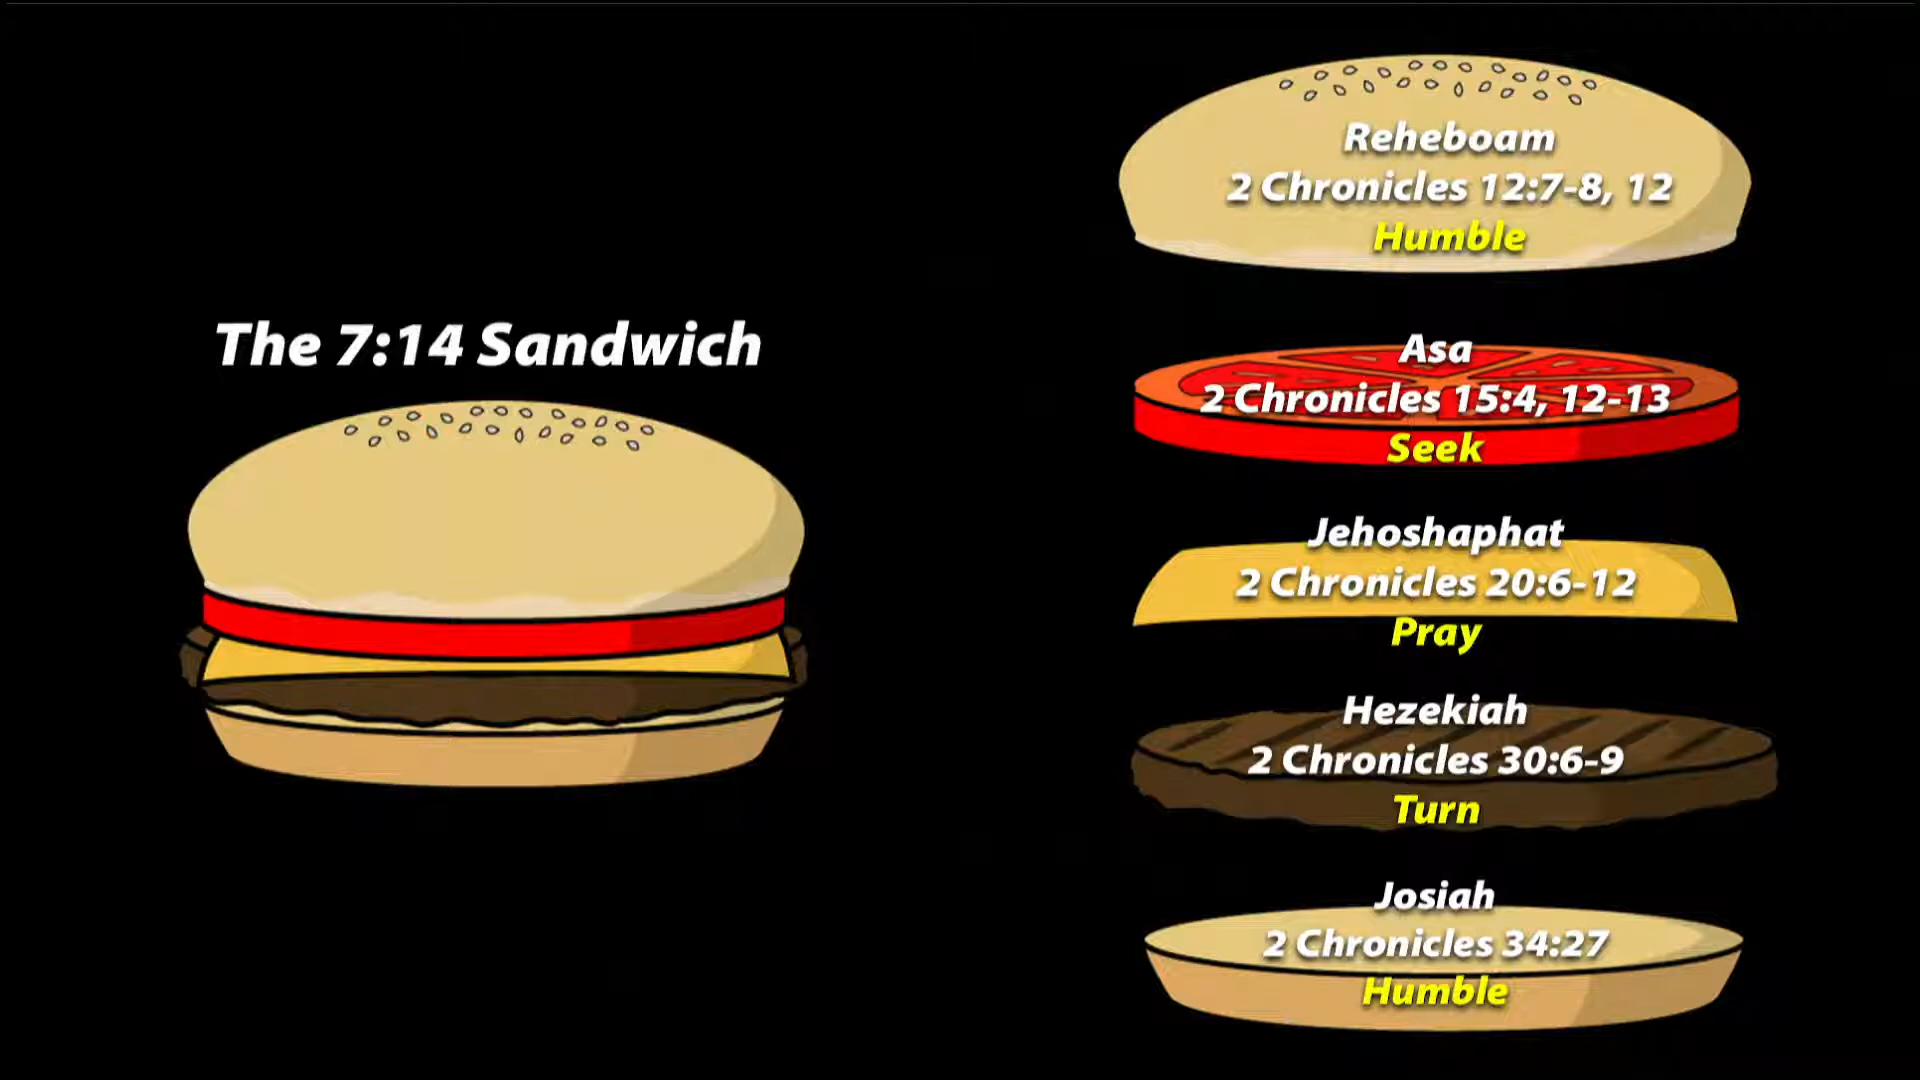 The 7:14 Sandwich
Reheboam
2 Chronicles 12:7-8, 12
Humble
Asa
2 Chronicles 15:4, 12-13
Seek
Jehoshaphat
2 Chronicles 20:6-12
Pray
Hezekiah
2 Chronicles 30:6-9
Turn
Josiah
2 Chronicles 34:27
Humble